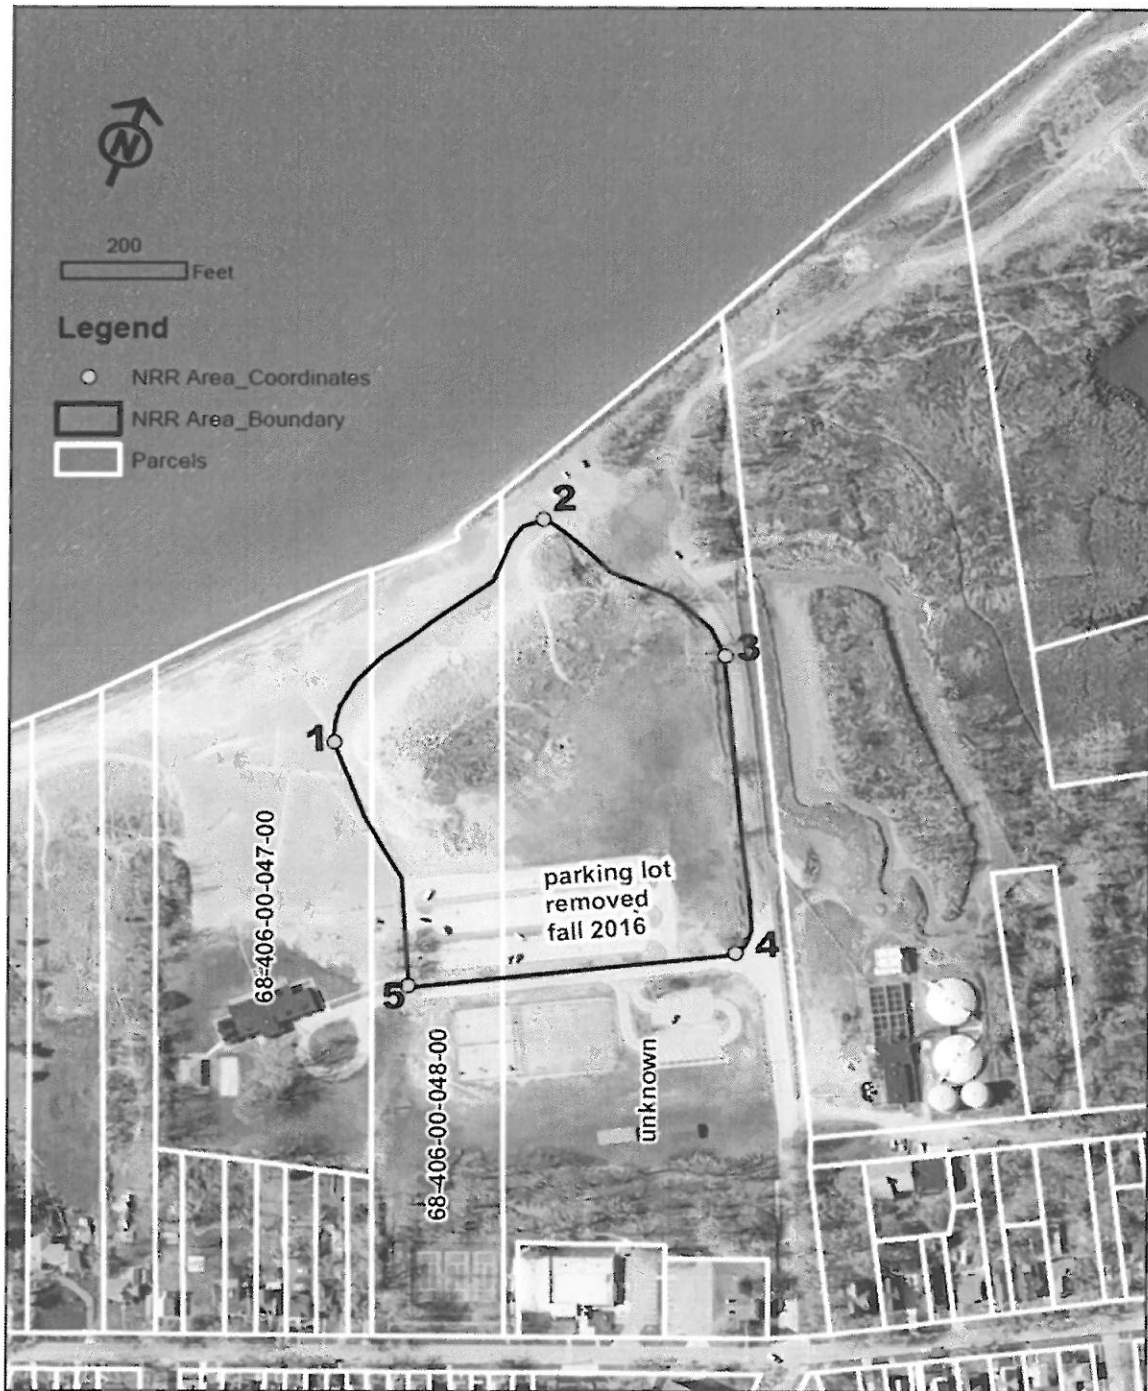 N
200
Feet
Legend
NRR Area_Coordinates
NRR Area_Boundary
Parcels
2
3
1
68-406-00-047-00
parking lot
removed
fall 2016
4
5
68-406-00-048-00
unknown